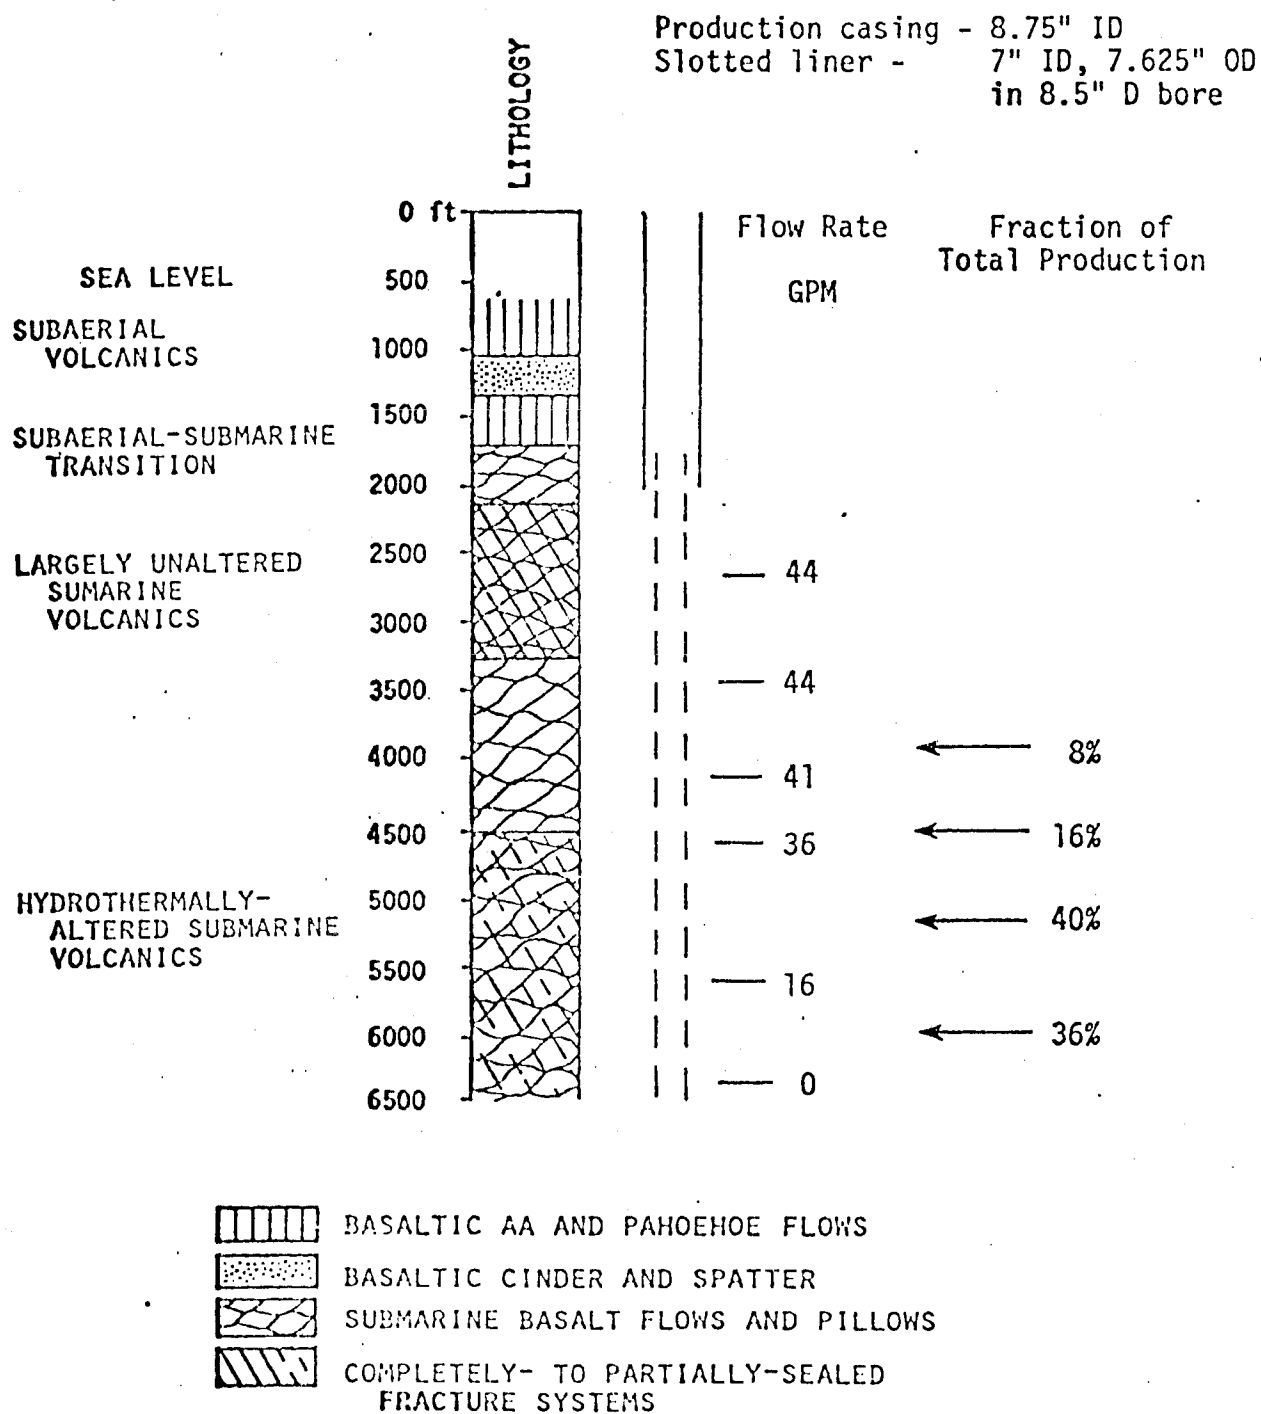 Production casing - 8.75" ID
Slotted liner - 7" ID, 7.625" OD
in 8.5" D bore
LITHOLOGY
0 ft
Flow Rate
GPM
Fraction of
Total Production
SEA LEVEL
500
SUBAERIAL
VOLCANICS
1000
1500
SUBAERIAL-SUBMARINE
TRANSITION
2000
LARGELY UNALTERED
SUMARINE
VOLCANICS
2500
44
3000
3500
44
4000
8%
41
4500
16%
36
HYDROTHERMALLY-
ALTERED SUBMARINE
VOLCANICS
5000
40%
5500
16
6000
36%
6500
0
BASALTIC AA AND PAHOEHOE FLOWS
BASALTIC CINDER AND SPATTER
SUBMARINE BASALT FLOWS AND PILLOWS
COMPLETELY- TO PARTIALLY-SEALED
FRACTURE SYSTEMS